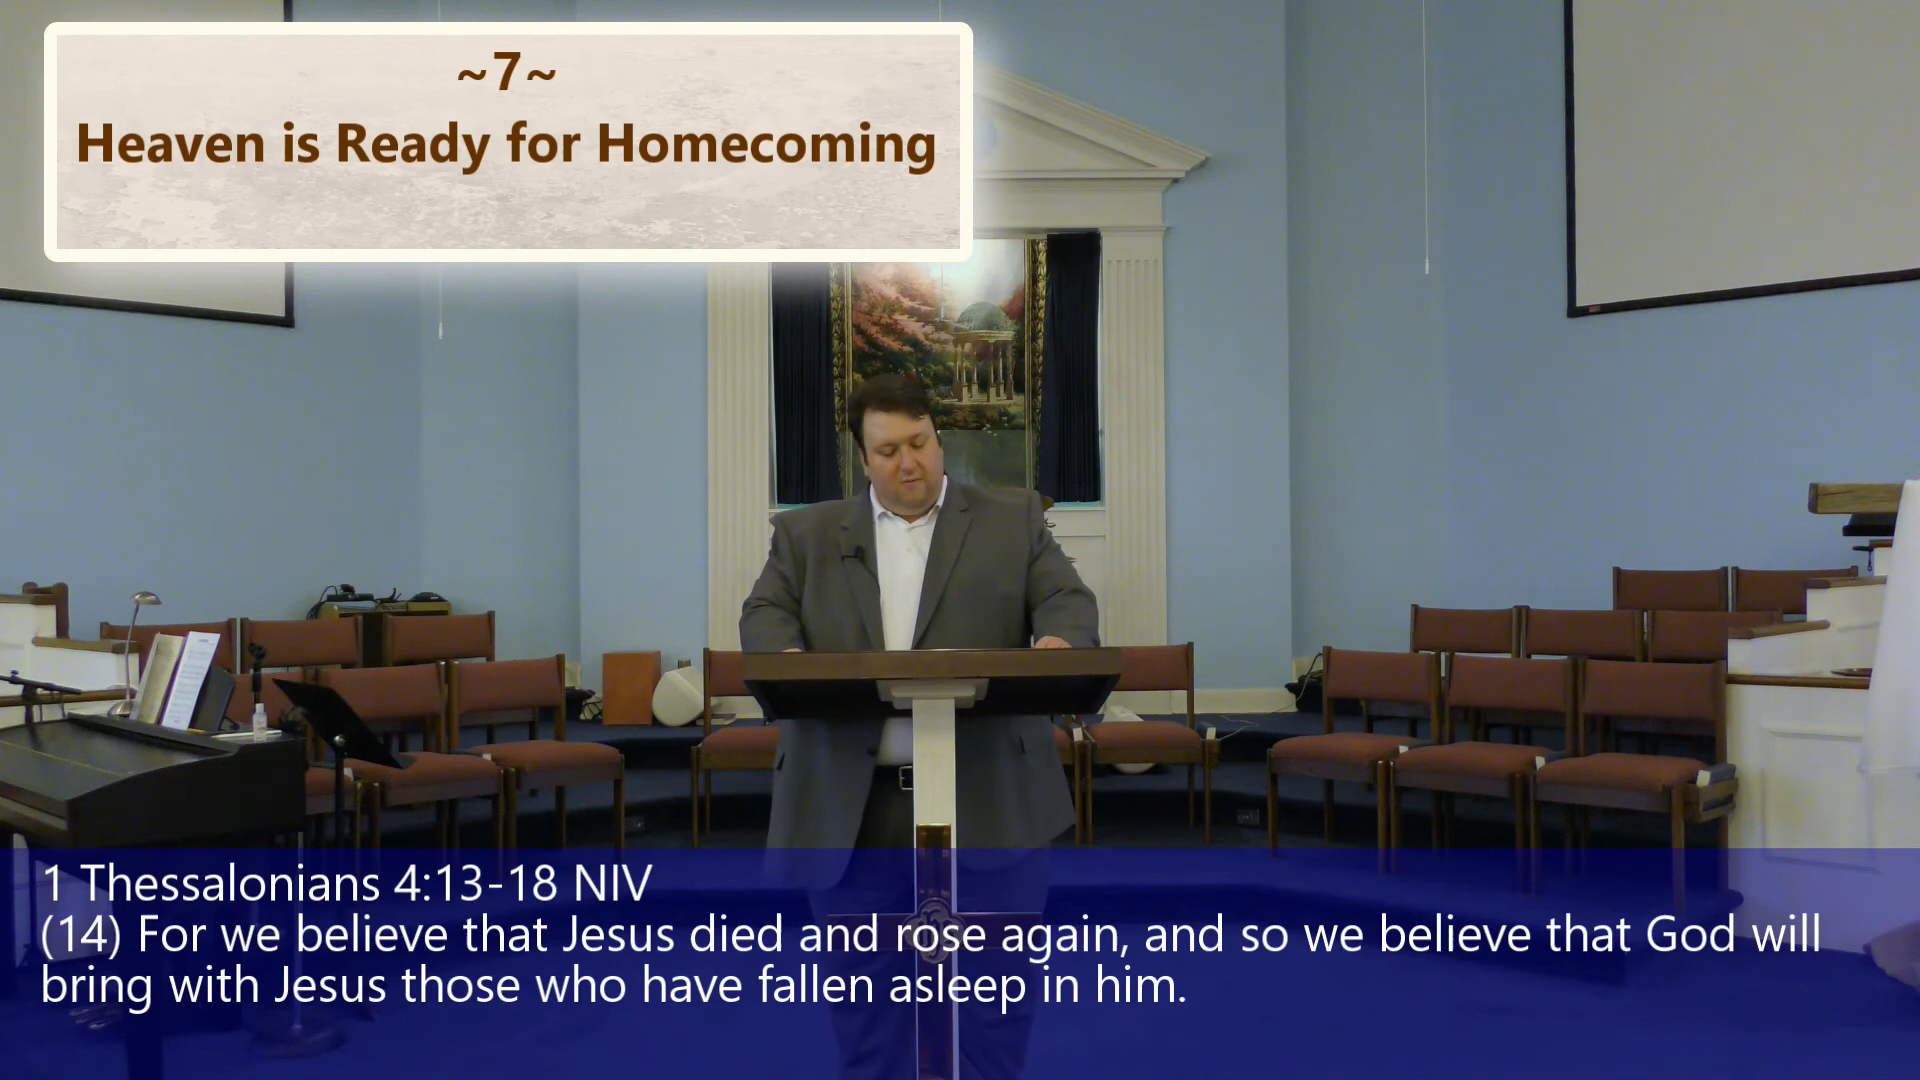 ~7~
Heaven is Ready for Homecoming
1 Thessalonians 4:13-18 NIV
(14) For we believe that Jesus died and rose again, and so we believe that God will
bring with Jesus those who have fallen asleep in him.